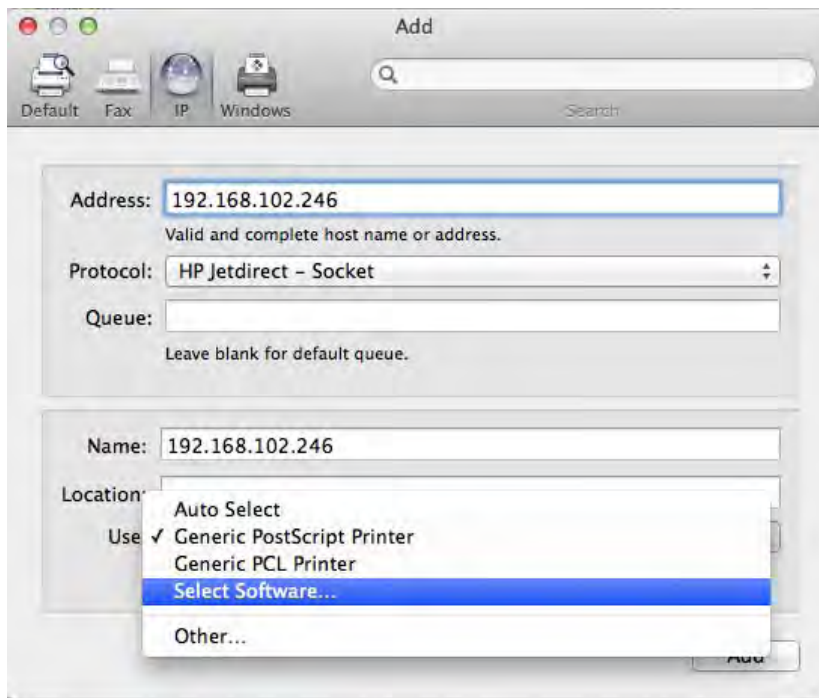 Add
Default Fax IP Windows
Search
Address: 192.168.102.246
Valid and complete host name or address.
Protocol: HP Jetdirect – Socket
Queue:
Leave blank for default queue.
Name: 192.168.102.246
Location:
Auto Select
Use ✓ Generic PostScript Printer
Generic PCL Printer
Select Software...
Other...
Add